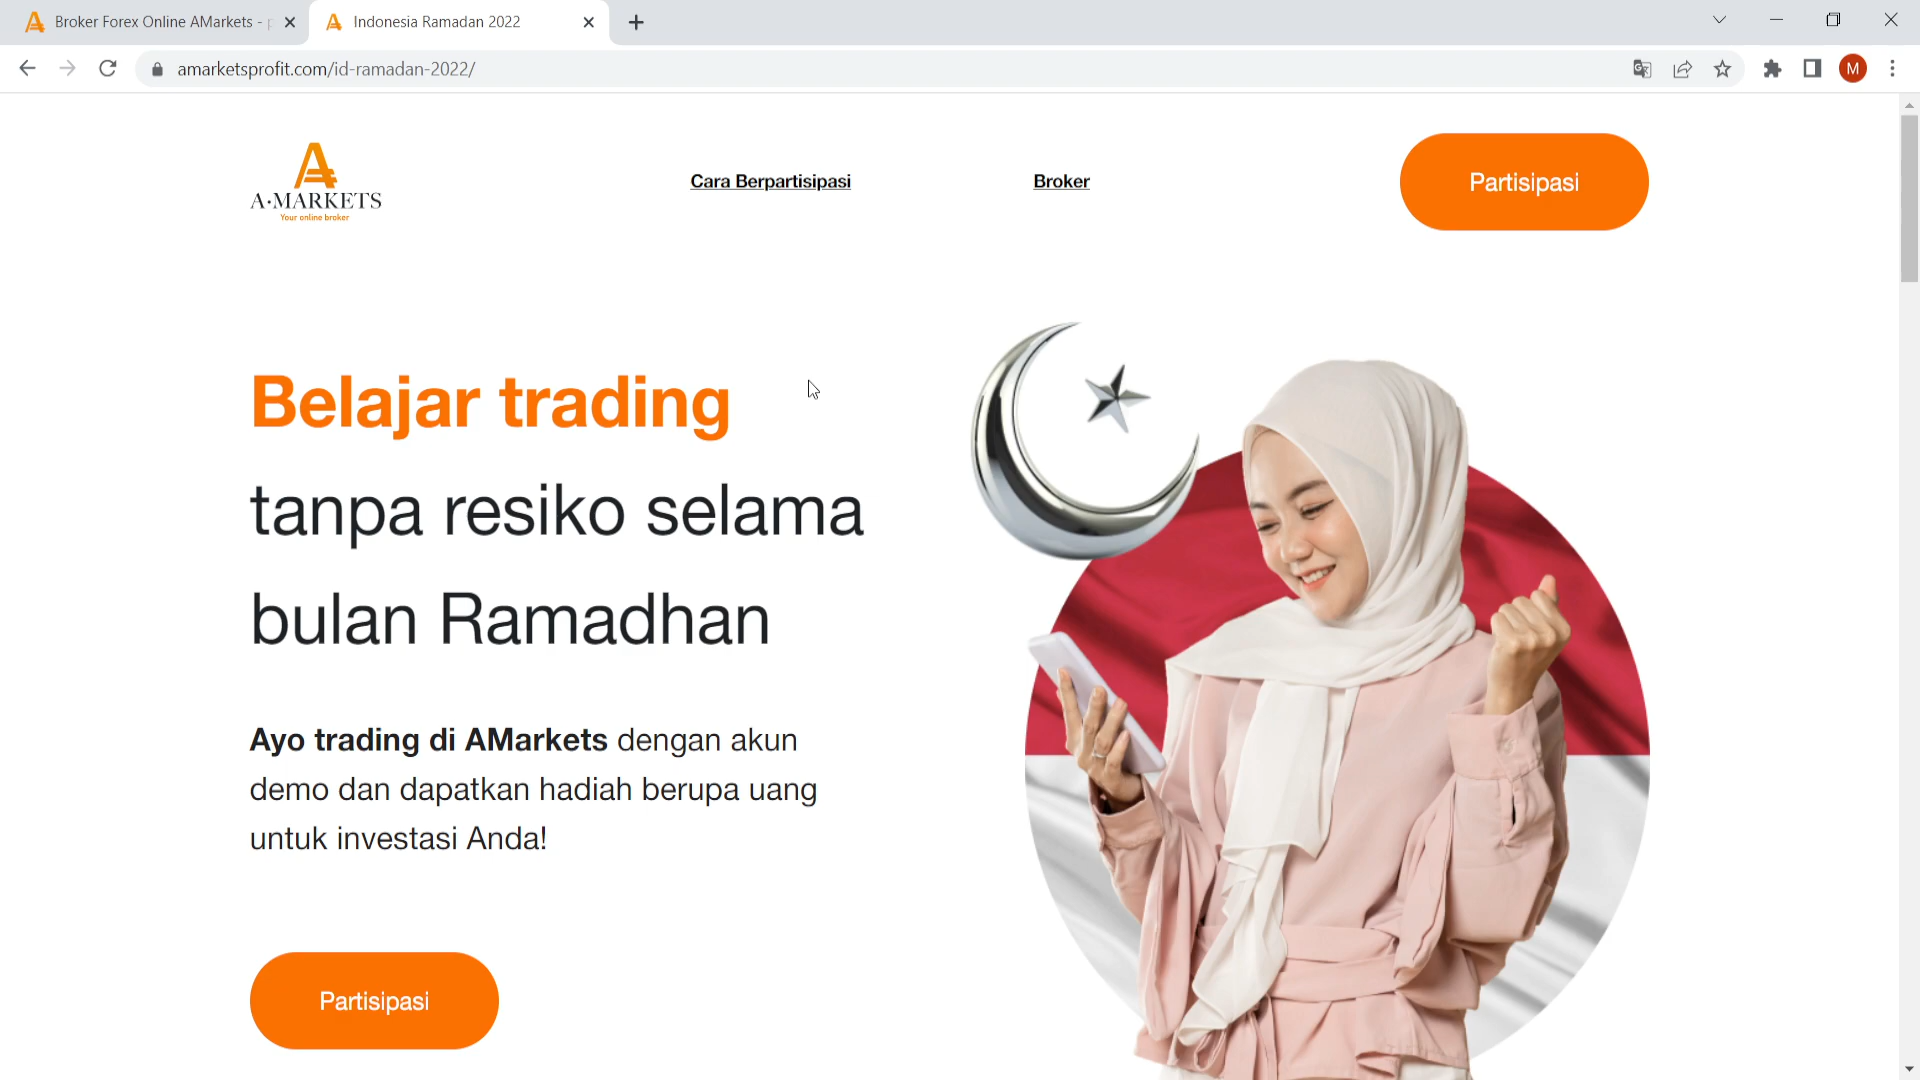 Broker Forex Online AMarkets -
Indonesia Ramadan 2022
amarketsprofit.com/id-ramadan-2022/
M
A·MARKETS
Your online broker
Cara Berpartisipasi
Broker
Partisipasi
Belajar trading
tanpa resiko selama
bulan Ramadhan
Ayo trading di AMarkets dengan akun
demo dan dapatkan hadiah berupa uang
untuk investasi Anda!
Partisipasi